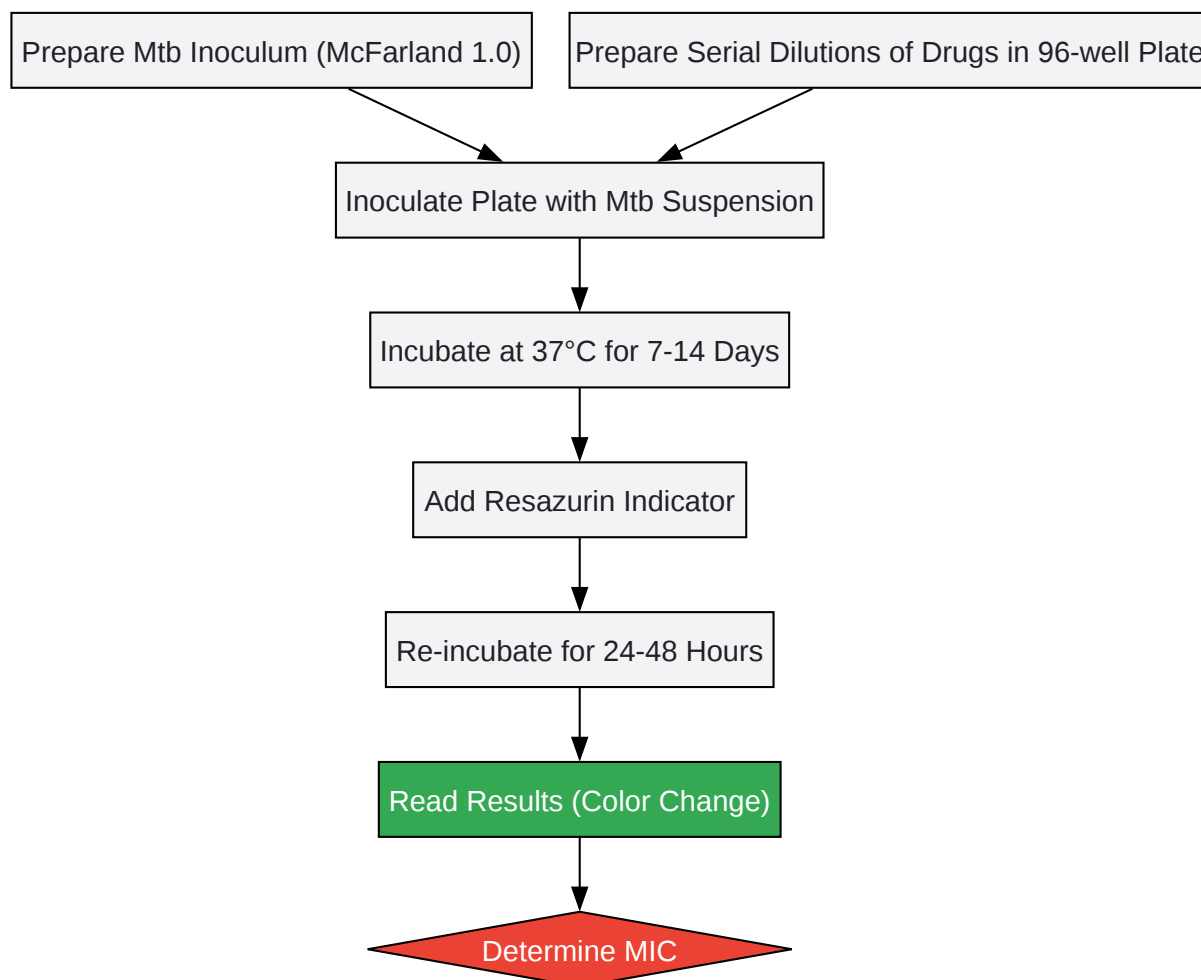 Prepare Mtb Inoculum (McFarland 1.0)
Prepare Serial Dilutions of Drugs in 96-well Plate
Inoculate Plate with Mtb Suspension
Incubate at 37°C for 7-14 Days
Add Resazurin Indicator
Re-incubate for 24-48 Hours
Read Results (Color Change)
Determine MIC